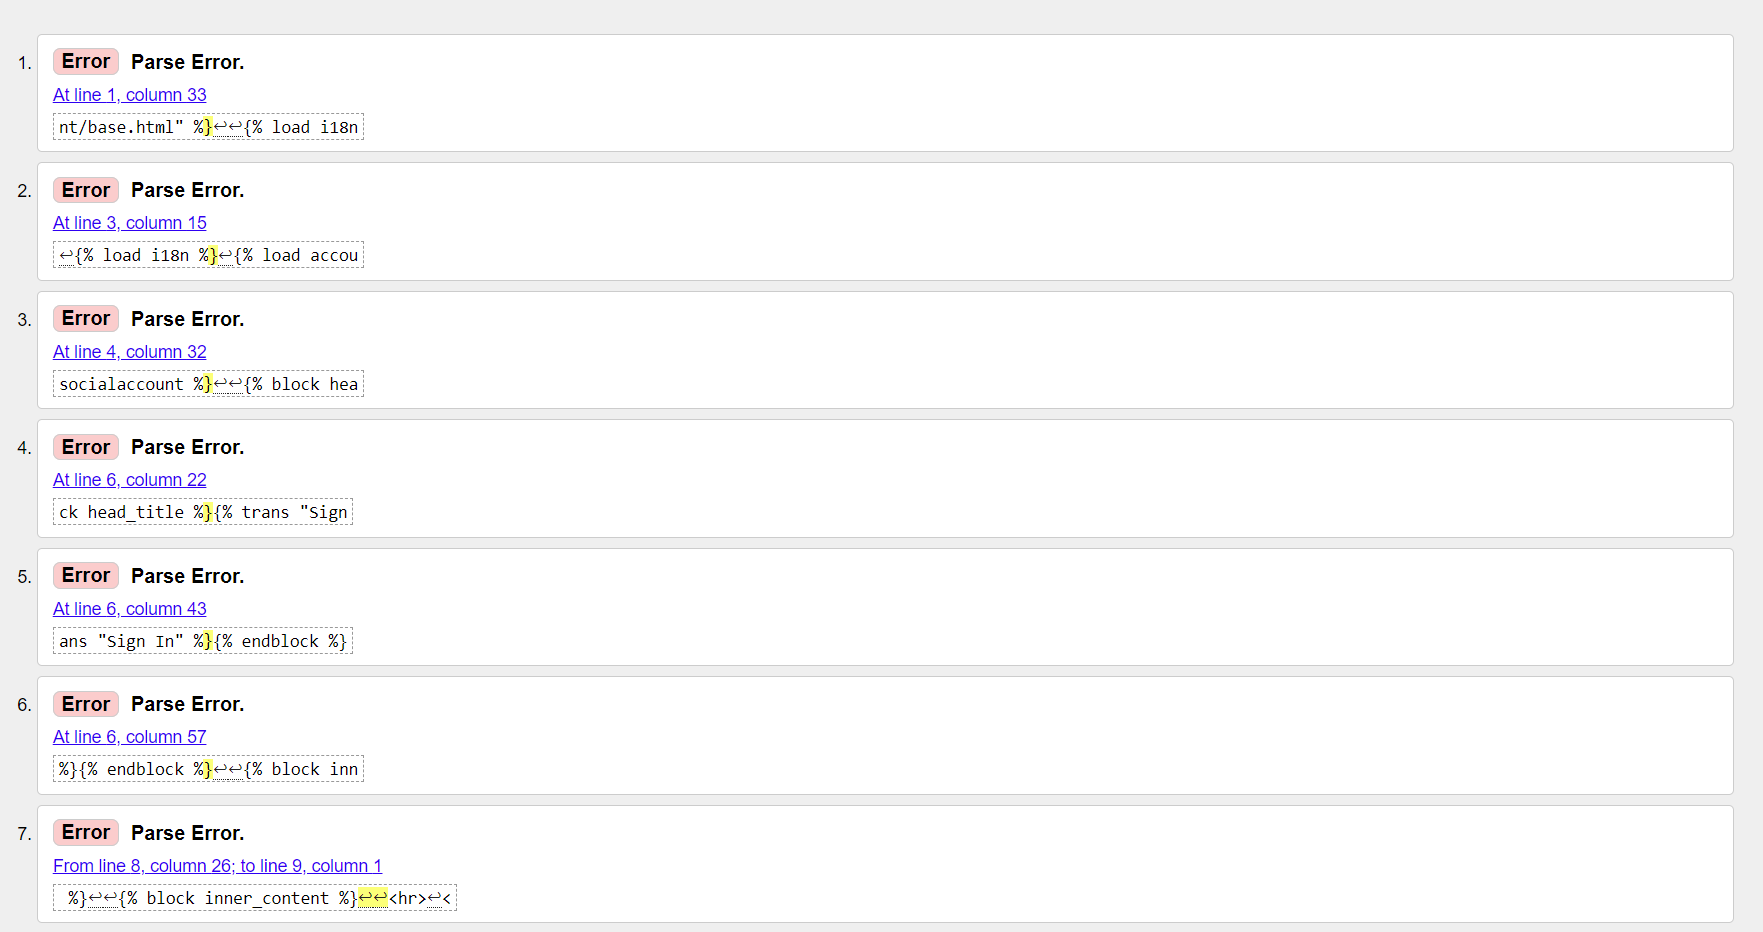 1. Error Parse Error.
At line 1, column 33
nt/base.html" %}↩↩{% load i18n
2. Error Parse Error.
At line 3, column 15
↩{% load i18n %}↩{% load accou
3. Error Parse Error.
At line 4, column 32
socialaccount %}↩↩{% block hea
4. Error Parse Error.
At line 6, column 22
ck head_title %}{% trans "Sign
5. Error Parse Error.
At line 6, column 43
ans "Sign In" %}{% endblock %}
6. Error Parse Error.
At line 6, column 57
%}{% endblock %}↩↩{% block inn
7. Error Parse Error.
From line 8, column 26; to line 9, column 1
%}↩↩{% block inner_content %}↩↩<hr>↩<